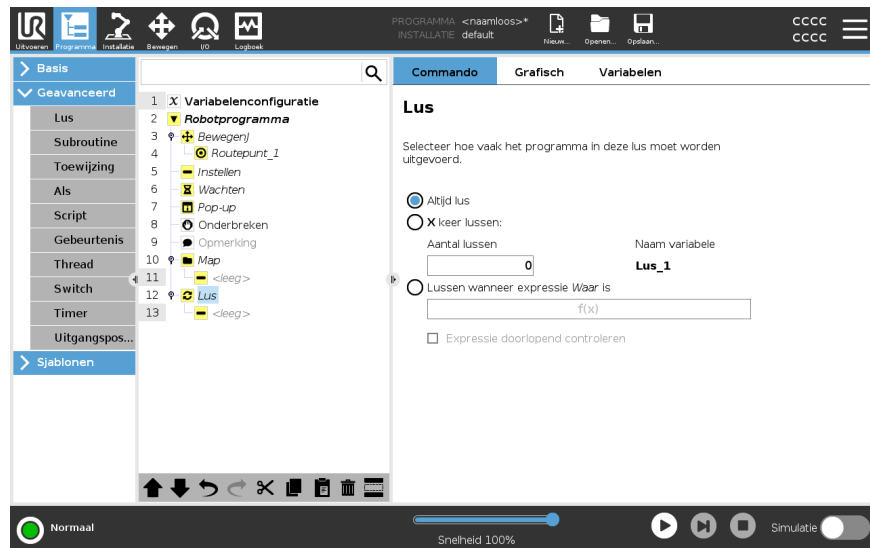 PROGRAMMA <naamloos>*
INSTALLATIE default
Uitvoeren Programma Installatie Bewegen I/O Logboek
Nieuw... Openen... Opslaan...
CCCC
CCCC
Basis
Geavanceerd
Lus
Subroutine
Toewijzing
Als
Script
Gebeurtenis
Thread
Switch
Timer
Uitgangspos...
Sjablonen
1 X Variabelenconfiguratie
2 Robotprogramma
3 BewegenJ
4 Routepunt_1
5 Instellen
6 Wachten
7 Pop-up
8 Onderbreken
9 Opmerking
10 Map
11 <leeg>
12 Lus
13 <leeg>
Commando Grafisch Variabelen
Lus
Selecteer hoe vaak het programma in deze lus moet worden
uitgevoerd.
Altijd lus
X keer lussen:
Aantal lussen Naam variabele
0 Lus_1
Lussen wanneer expressie Waar is
f(x)
Expressie doorlopend controleren
Normaal
Snelheid 100%
Simulatie